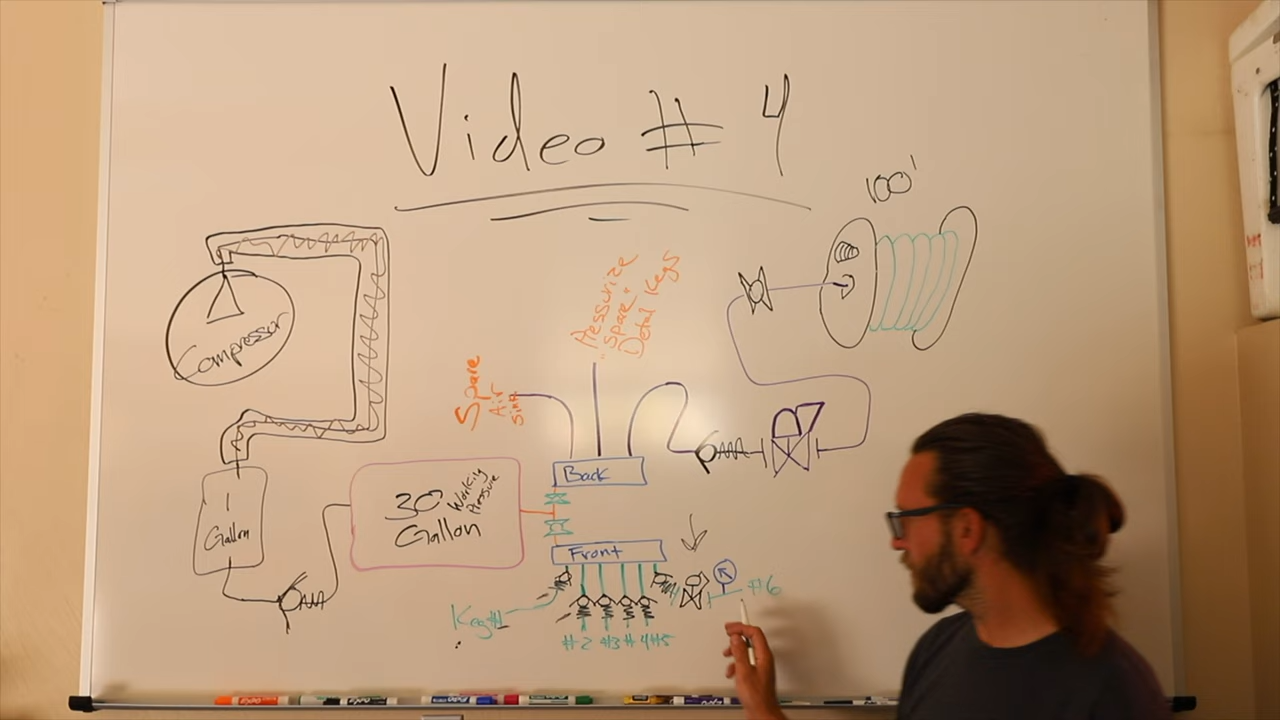 Video # 4
100'
Compressor
Pressurize
Spare +
Detail Kegs
Spare
Air
Sink
Back
30
Working
Pressure
Gallon
1
Gallon
Front
Keg #1
#2 #3 #4 #5
#6